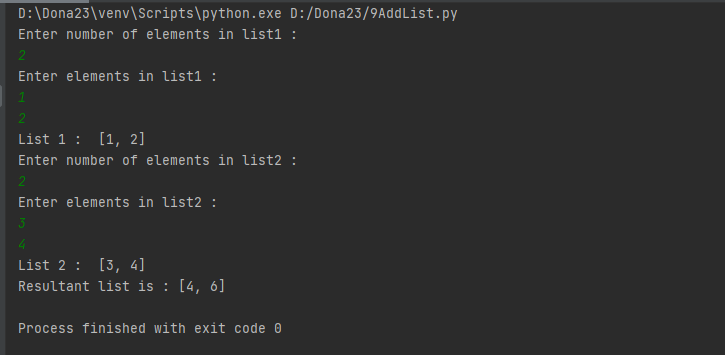 D:\Dona23\venv\Scripts\python.exe D:/Dona23/9AddList.py
Enter number of elements in list1 :
2
Enter elements in list1 :
1
2
List 1 :  [1, 2]
Enter number of elements in list2 :
2
Enter elements in list2 :
3
4
List 2 :  [3, 4]
Resultant list is : [4, 6]
Process finished with exit code 0